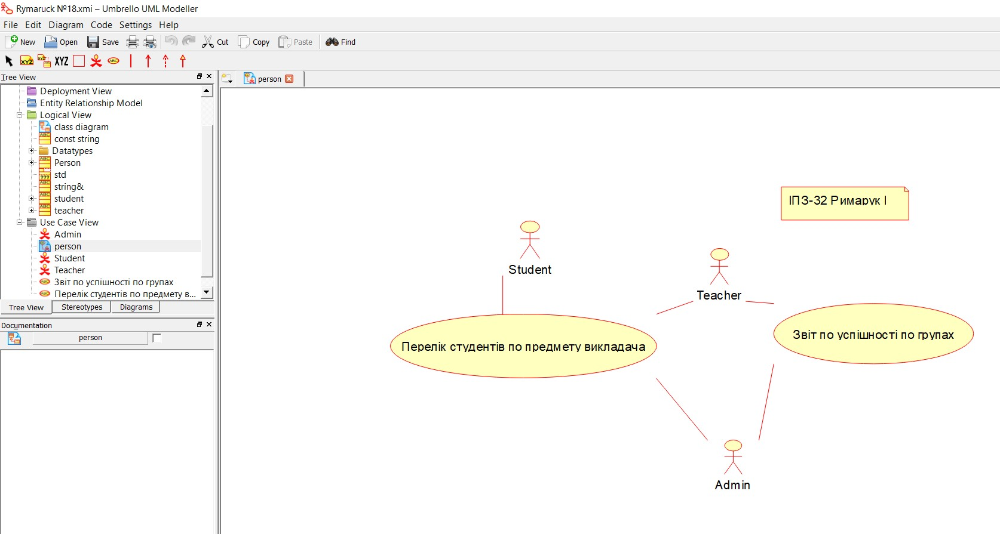 Rymaruck №18.xmi – Umbrello UML Modeller
File Edit Diagram Code Settings Help
New Open Save Cut Copy Paste Find
XYZ XYZ XYZ ABC
Tree View
person
Deployment View
Entity Relationship Model
Logical View
class diagram
const string
Datatypes
Person
std
string&
student
teacher
Use Case View
Admin
person
Student
Teacher
Звіт по успішності по групах
Перелік студентів по предмету в...
Tree View Stereotypes Diagrams
Documentation
person
ІПЗ-32 Римарук І
Student
Teacher
Перелік студентів по предмету викладача
Звіт по успішності по групах
Admin